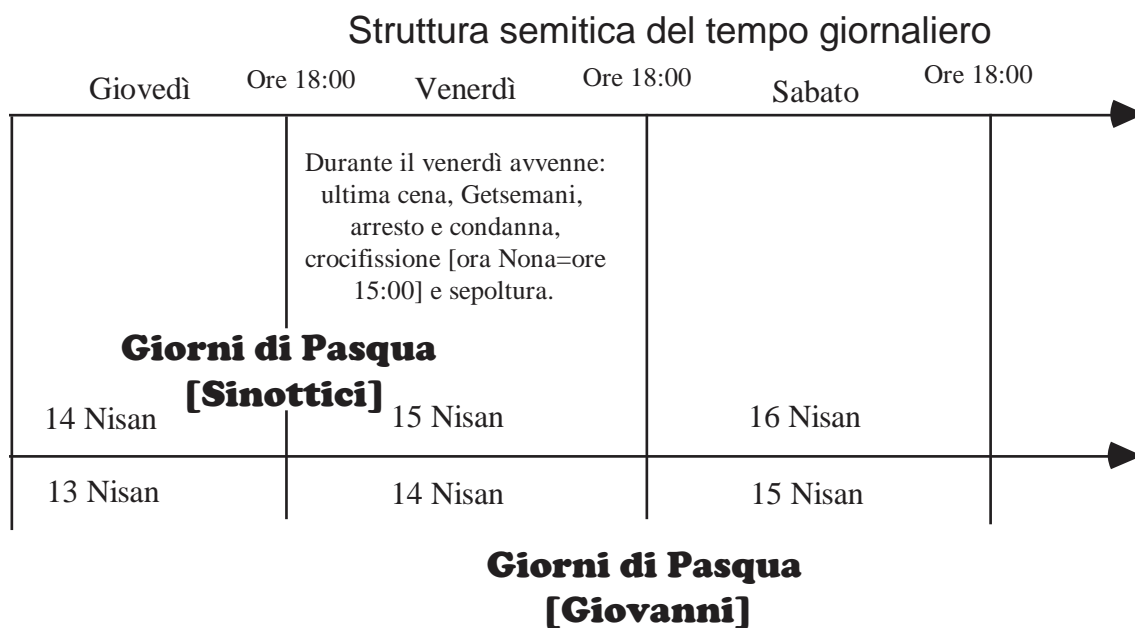 Struttura semitica del tempo giornaliero
Giovedì Ore 18:00 Venerdì Ore 18:00 Sabato Ore 18:00
Durante il venerdì avvenne:
ultima cena, Getsemani,
arresto e condanna,
crocifissione [ora Nona=ore
15:00] e sepoltura.
Giorni di Pasqua
[Sinottici]
14 Nisan 15 Nisan 16 Nisan
13 Nisan 14 Nisan 15 Nisan
Giorni di Pasqua
[Giovanni]